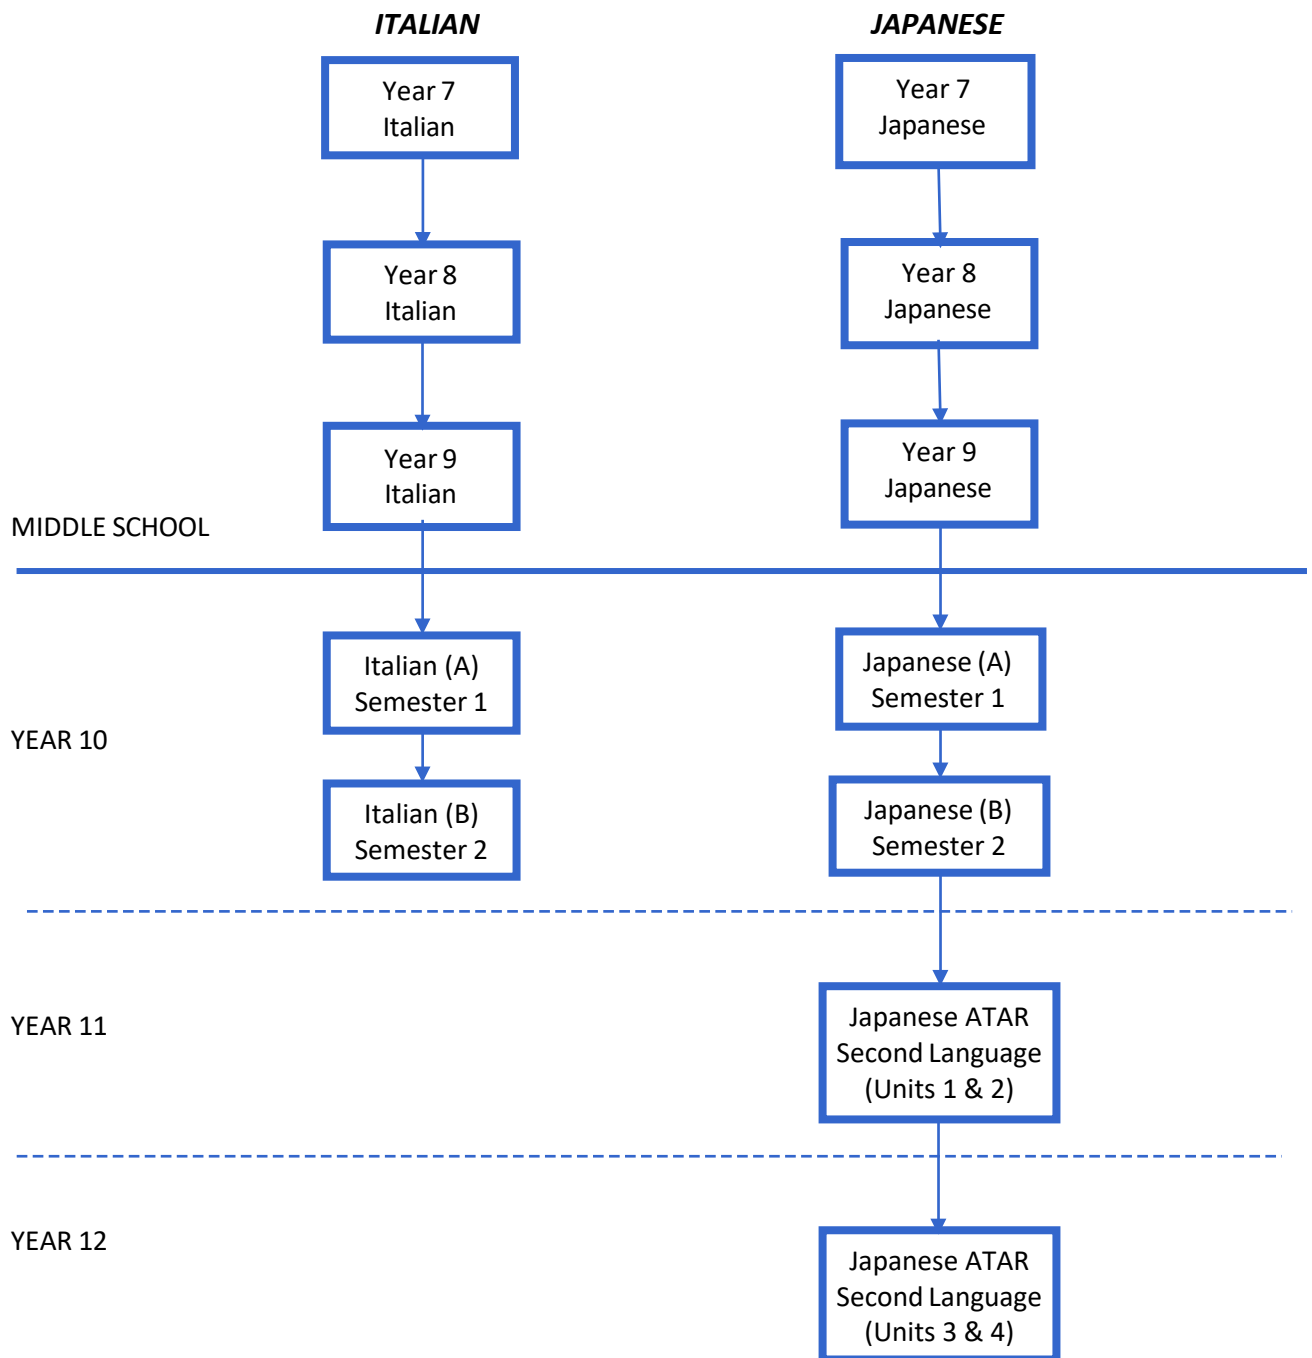 ITALIAN
JAPANESE
Year 7
Italian
Year 7
Japanese
Year 8
Italian
Year 8
Japanese
Year 9
Italian
Year 9
Japanese
MIDDLE SCHOOL
Italian (A)
Semester 1
Japanese (A)
Semester 1
YEAR 10
Italian (B)
Semester 2
Japanese (B)
Semester 2
YEAR 11
Japanese ATAR
Second Language
(Units 1 & 2)
YEAR 12
Japanese ATAR
Second Language
(Units 3 & 4)